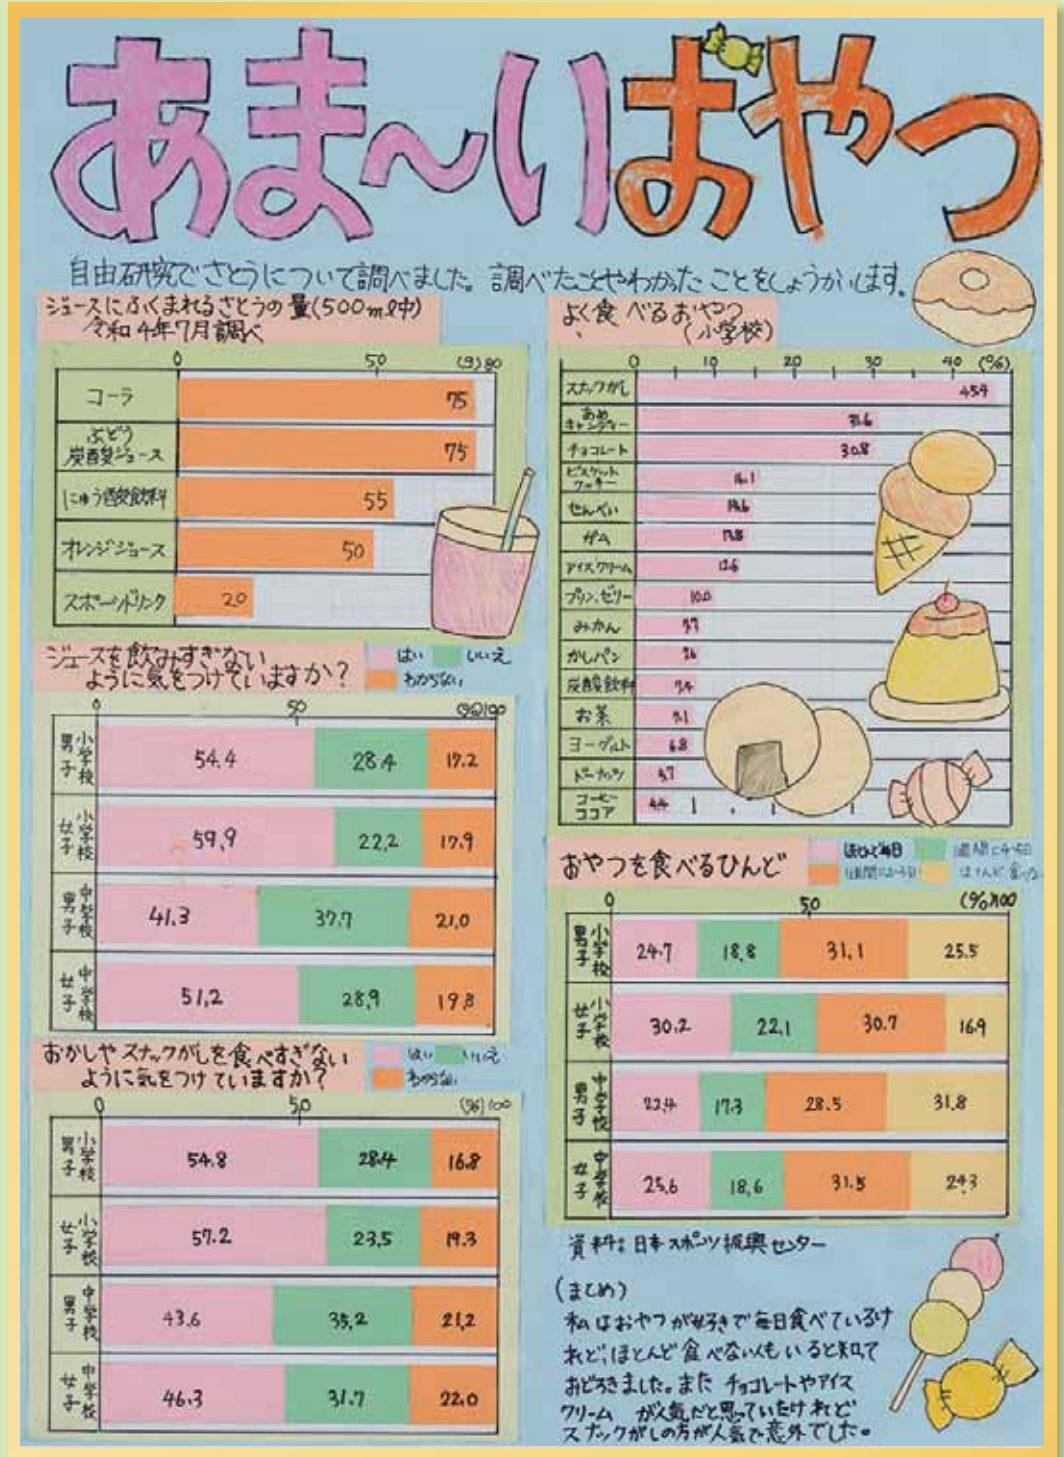 あま〜いおやつ
自由研究でさとうについて調べました。調べたことやわかったことをしょうかいします。
ジュースにふくまれるさとうの量(500mℓ中)
令和4年7月調べ
0 50 (g)80
コーラ 75
ぶどう
炭酸ジュース 75
にゅう酸飲料 55
オレンジジュース 50
スポーツドリンク 20
ジュースを飲みすぎない
ように気をつけていますか?
はい いいえ
わからない
0 50 (%)100
小学校男子 54.4 28.4 17.2
小学校女子 59.9 22.2 17.9
中学校男子 41.3 37.7 21.0
中学校女子 51.2 28.9 19.8
おかしやスナックがしを食べすぎない
ように気をつけていますか?
はい いいえ
わからない
0 50 (%)100
小学校男子 54.8 28.4 16.8
小学校女子 57.2 23.5 19.3
中学校男子 43.6 35.2 21.2
中学校女子 46.3 31.7 22.0
よく食べるおやつ
(小学校)
0 10 20 30 40 (%)
スナックがし 45.9
あめ
キャンディー
チョコレート 30.8
ビスケット
クッキー 16.1
せんべい 14.6
ガム 13.8
アイスクリーム 12.6
プリン、ゼリー 10.0
みかん
かしパン 7.6
炭酸飲料 7.4
お茶 7.1
ヨーグルト 6.8
ドーナッツ 5.7
コーヒー
ココア 4.4
おやつを食べるひんど
ほとんど毎日 週間に4〜5日
1週間に2〜3日 ほとんど食べない
0 50 (%)100
小学校男子 24.7 18.8 31.1 25.5
小学校女子 30.2 22.1 30.7 16.9
中学校男子 22.4 17.3 28.5 31.8
中学校女子 25.6 18.6 31.5 24.3
資料:日本スポーツ振興センター
(まとめ)
私はおやつが好きで毎日食べているけ
れど、ほとんど食べない人もいると知って
おどろきました。また チョコレートやアイス
クリーム が人気だと思っていたけれど
スナックがしの方が人気で意外でした。